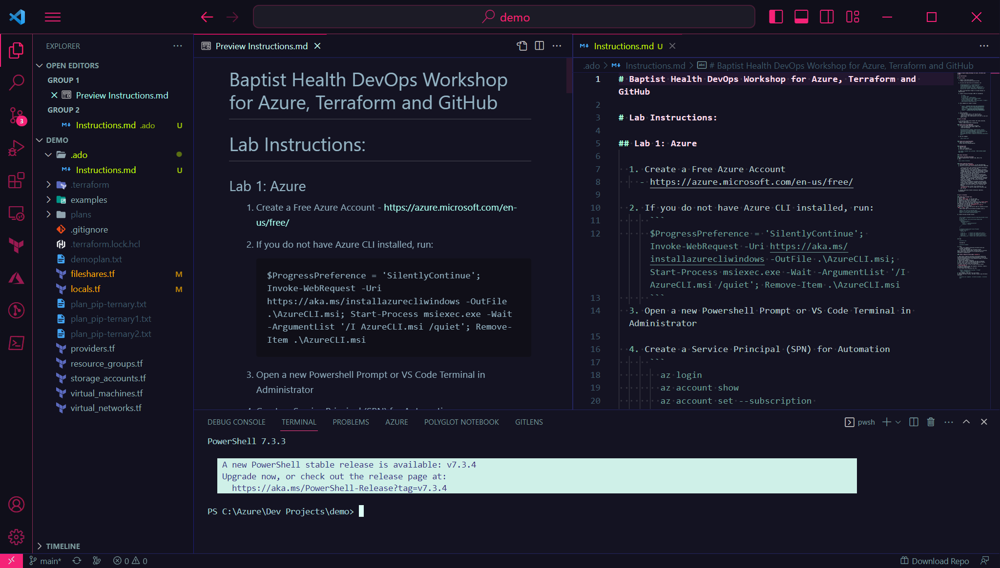 demo
EXPLORER
OPEN EDITORS
GROUP 1
Preview Instructions.md
GROUP 2
Instructions.md .ado U
DEMO
.ado
Instructions.md U
.terraform
examples
plans
.gitignore
.terraform.lock.hcl
demoplan.txt
fileshares.tf M
locals.tf M
plan_pip-ternary.txt
plan_pip-ternary1.txt
plan_pip-ternary2.txt
providers.tf
resource_groups.tf
storage_accounts.tf
virtual_machines.tf
virtual_networks.tf
TIMELINE
3
Preview Instructions.md
Baptist Health DevOps Workshop
for Azure, Terraform and GitHub
Lab Instructions:
Lab 1: Azure
1. Create a Free Azure Account - https://azure.microsoft.com/en-
us/free/
2. If you do not have Azure CLI installed, run:
$ProgressPreference = 'SilentlyContinue';
Invoke-WebRequest -Uri
https://aka.ms/installazurecliwindows -OutFile
.\AzureCLI.msi; Start-Process msiexec.exe -Wait
-ArgumentList '/I AzureCLI.msi /quiet'; Remove-
Item .\AzureCLI.msi
3. Open a new Powershell Prompt or VS Code Terminal in
Administrator
Instructions.md U
.ado > Instructions.md > # Baptist Health DevOps Workshop for Azure, Terraform and GitHub
1 # Baptist Health DevOps Workshop for Azure, Terraform and
GitHub
2
3 # Lab Instructions:
4
5 ## Lab 1: Azure
6
7 1. Create a Free Azure Account
8 - https://azure.microsoft.com/en-us/free/
9
10 2. If you do not have Azure CLI installed, run:
11 ```
12 $ProgressPreference = 'SilentlyContinue';
Invoke-WebRequest -Uri https://aka.ms/
installazurecliwindows -OutFile .\AzureCLI.msi;
Start-Process msiexec.exe -Wait -ArgumentList '/I
AzureCLI.msi /quiet'; Remove-Item .\AzureCLI.msi
13 ```
14 3. Open a new Powershell Prompt or VS Code Terminal in
Administrator
15
16 4. Create a Service Principal (SPN) for Automation
17 ```
18 az login
19 az account show
20 az account set --subscription
DEBUG CONSOLE TERMINAL PROBLEMS AZURE POLYGLOT NOTEBOOK GITLENS
pwsh
PowerShell 7.3.3
A new PowerShell stable release is available: v7.3.4
Upgrade now, or check out the release page at:
https://aka.ms/PowerShell-Release?tag=v7.3.4
PS C:\Azure\Dev Projects\demo>
main* 0 0
Download Repo